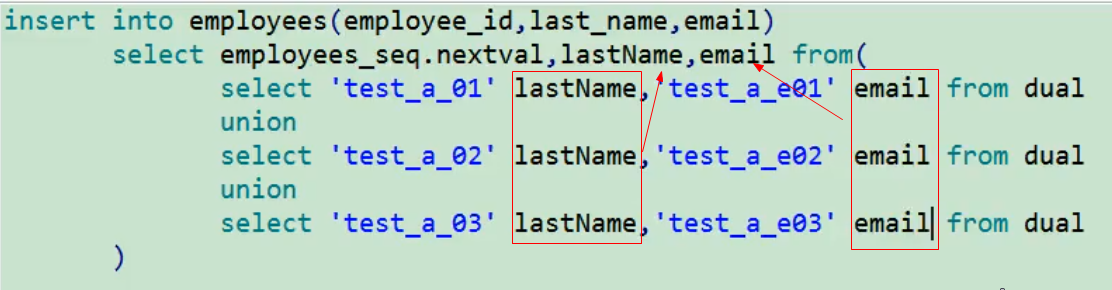 insert into employees(employee_id,last_name,email)
select employees_seq.nextval,lastName,email from(
select 'test_a_01' lastName,'test_a_e01' email from dual
union
select 'test_a_02' lastName,'test_a_e02' email from dual
union
select 'test_a_03' lastName,'test_a_e03' email from dual
)